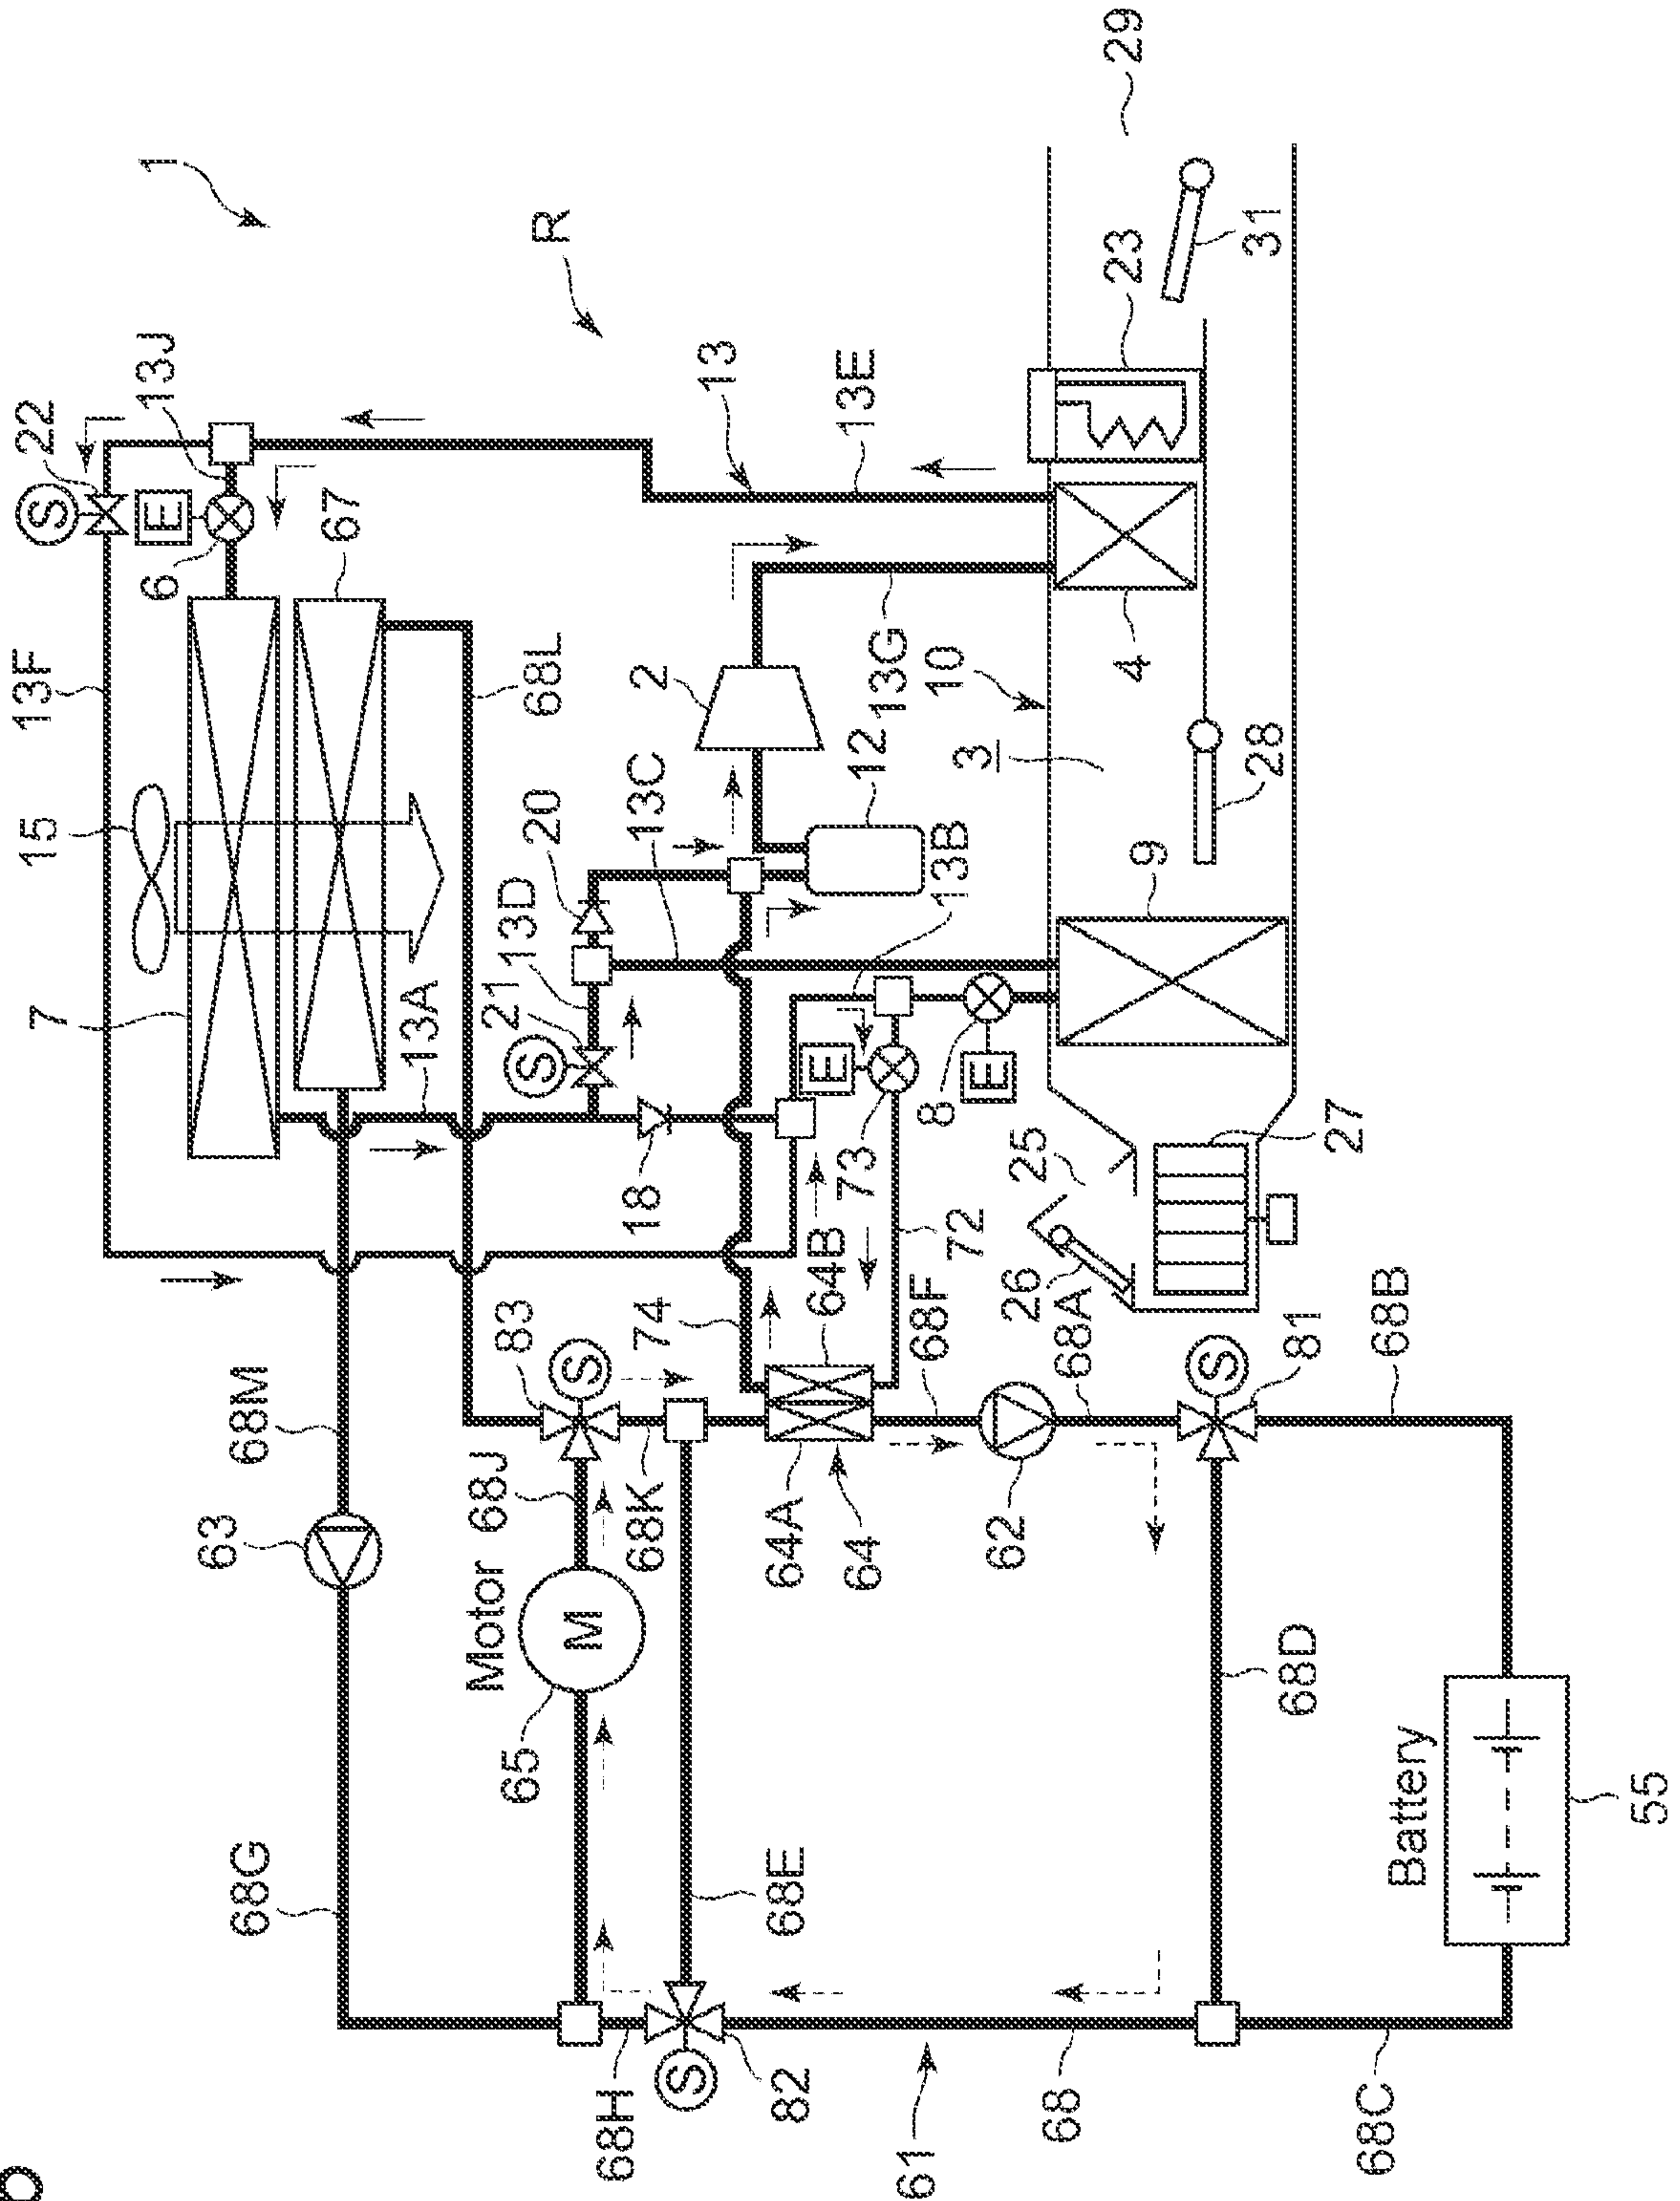 1
R
22
S
13J
E
6
67
13F
15
7
13A
68L
2
13
13E
23
29
31
20
13D
21
S
13C
13G
12
10
3
4
28
13B
9
18
E
73
8
E
72
25
26
27
68M
63
68G
83
S
74
64B
68F
68A
S
81
68B
Motor
68J
M
65
68K
64A
64
62
68E
68D
Battery
55
68H
S
82
61
68
68C